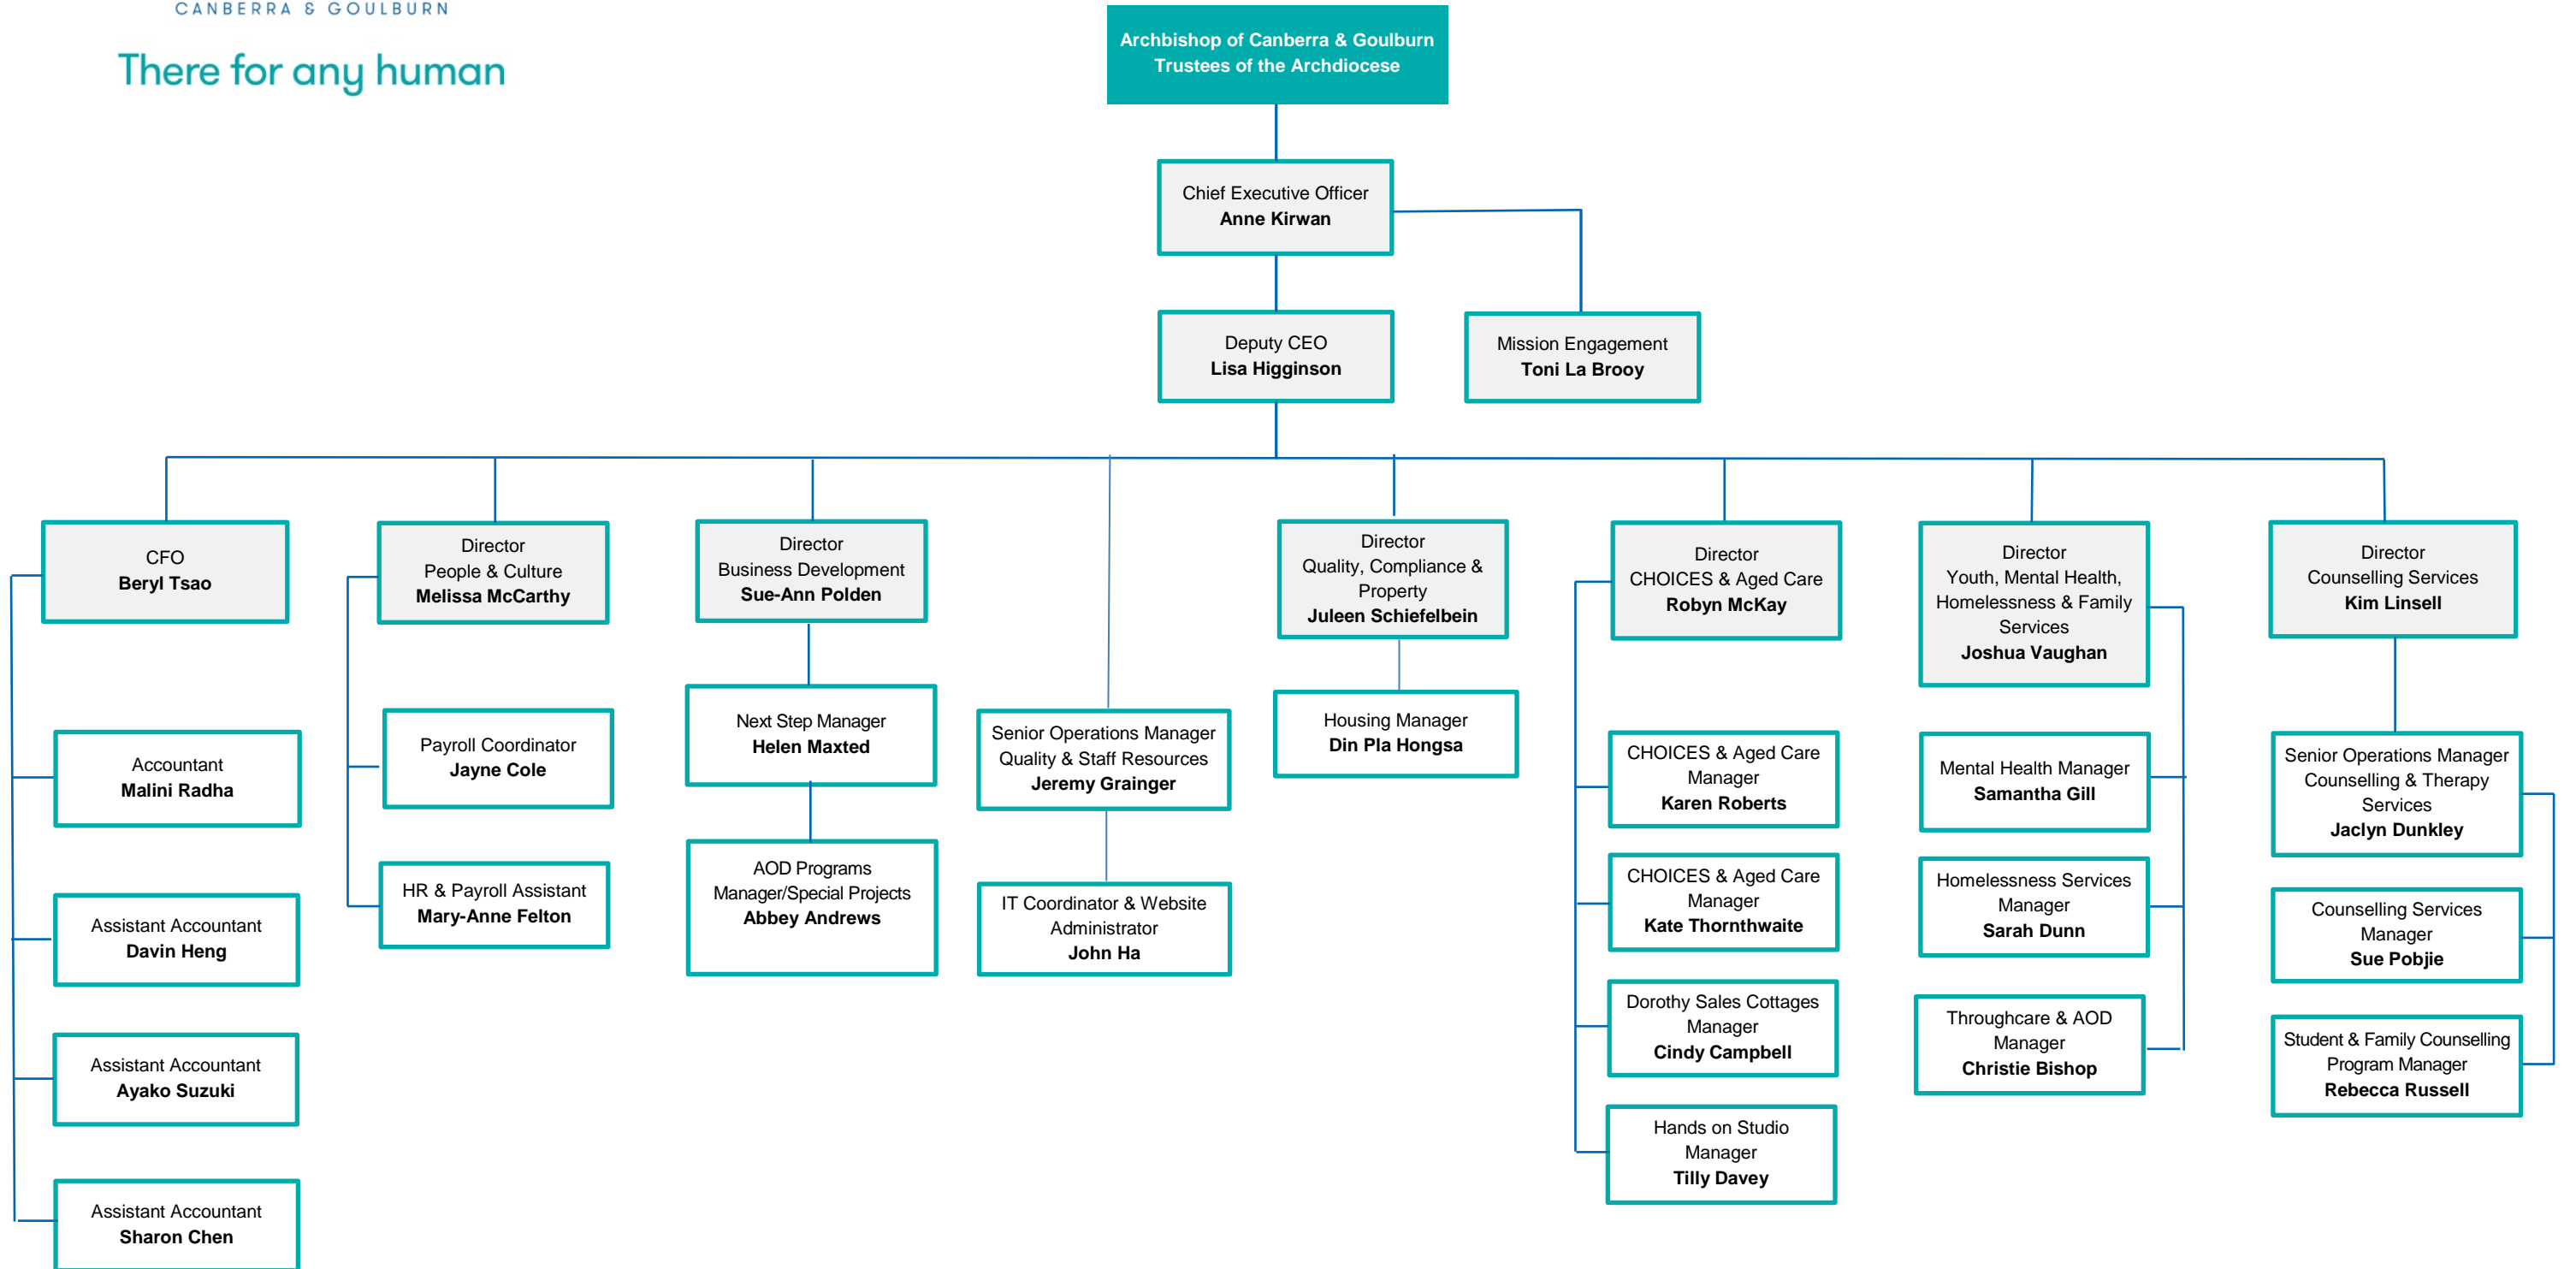 CANBERRA & GOULBURN
There for any human
Archbishop of Canberra & Goulburn
Trustees of the Archdiocese
Chief Executive Officer
Anne Kirwan
Deputy CEO
Lisa Higginson
Mission Engagement
Toni La Brooy
CFO
Beryl Tsao
Accountant
Malini Radha
Assistant Accountant
Davin Heng
Assistant Accountant
Ayako Suzuki
Assistant Accountant
Sharon Chen
Director
People & Culture
Melissa McCarthy
Payroll Coordinator
Jayne Cole
HR & Payroll Assistant
Mary-Anne Felton
Director
Business Development
Sue-Ann Polden
Next Step Manager
Helen Maxted
AOD Programs
Manager/Special Projects
Abbey Andrews
Senior Operations Manager
Quality & Staff Resources
Jeremy Grainger
IT Coordinator & Website
Administrator
John Ha
Director
Quality, Compliance &
Property
Juleen Schiefelbein
Housing Manager
Din Pla Hongsa
Director
CHOICES & Aged Care
Robyn McKay
CHOICES & Aged Care
Manager
Karen Roberts
CHOICES & Aged Care
Manager
Kate Thornthwaite
Dorothy Sales Cottages
Manager
Cindy Campbell
Hands on Studio
Manager
Tilly Davey
Director
Youth, Mental Health,
Homelessness & Family
Services
Joshua Vaughan
Mental Health Manager
Samantha Gill
Homelessness Services
Manager
Sarah Dunn
Throughcare & AOD
Manager
Christie Bishop
Director
Counselling Services
Kim Linsell
Senior Operations Manager
Counselling & Therapy
Services
Jaclyn Dunkley
Counselling Services
Manager
Sue Pobjie
Student & Family Counselling
Program Manager
Rebecca Russell